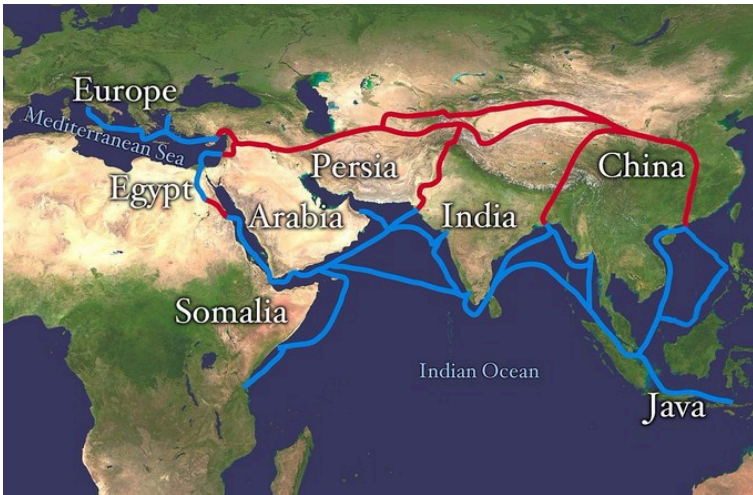 Europe
Mediterranean Sea
Egypt
Arabia
Persia
India
China
Somalia
Indian Ocean
Java